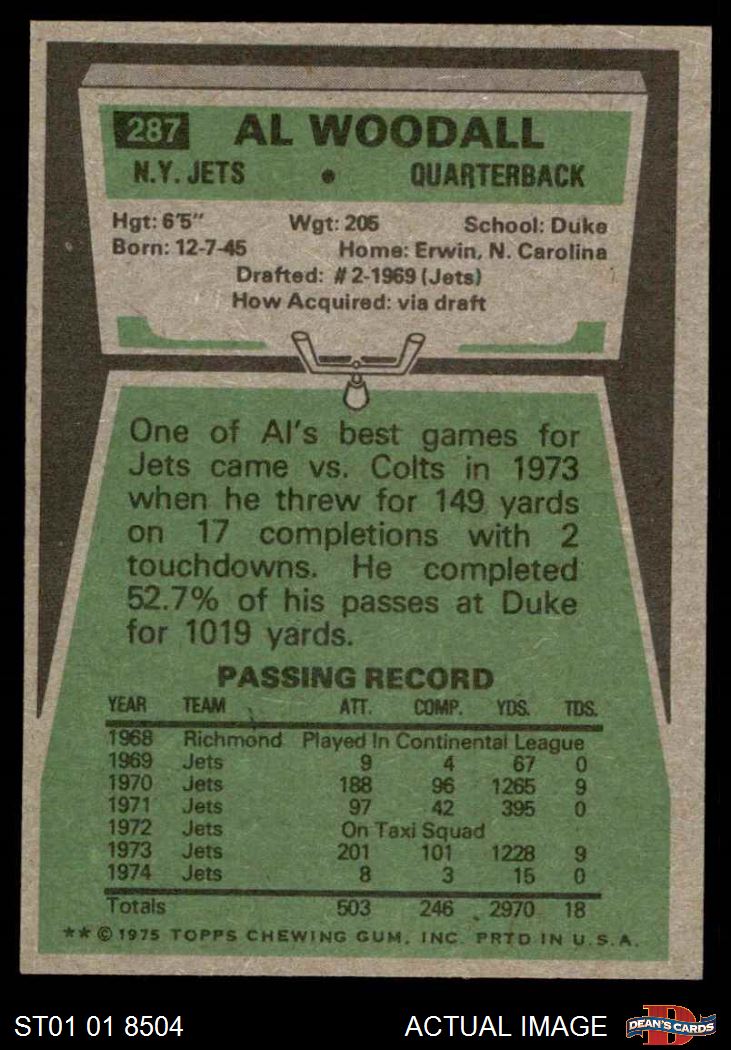 287 AL WOODALL
N.Y. JETS • QUARTERBACK
Hgt: 6'5" Wgt: 205 School: Duke
Born: 12-7-45 Home: Erwin, N. Carolina
Drafted: #2-1969 (Jets)
How Acquired: via draft
One of Al's best games for
Jets came vs. Colts in 1973
when he threw for 149 yards
on 17 completions with 2
touchdowns. He completed
52.7% of his passes at Duke
for 1019 yards.
PASSING RECORD
YEAR TEAM ATT. COMP. YDS. TDS.
1968 Richmond Played In Continental League
1969 Jets 9 4 67 0
1970 Jets 188 96 1265 9
1971 Jets 97 42 395 0
1972 Jets On Taxi Squad
1973 Jets 201 101 1228 9
1974 Jets 8 3 15 0
Totals 503 246 2970 18
** © 1975 TOPPS CHEWING GUM, INC. PRTD IN U.S.A.
ST01 01 8504 ACTUAL IMAGE DEAN'S CARDS